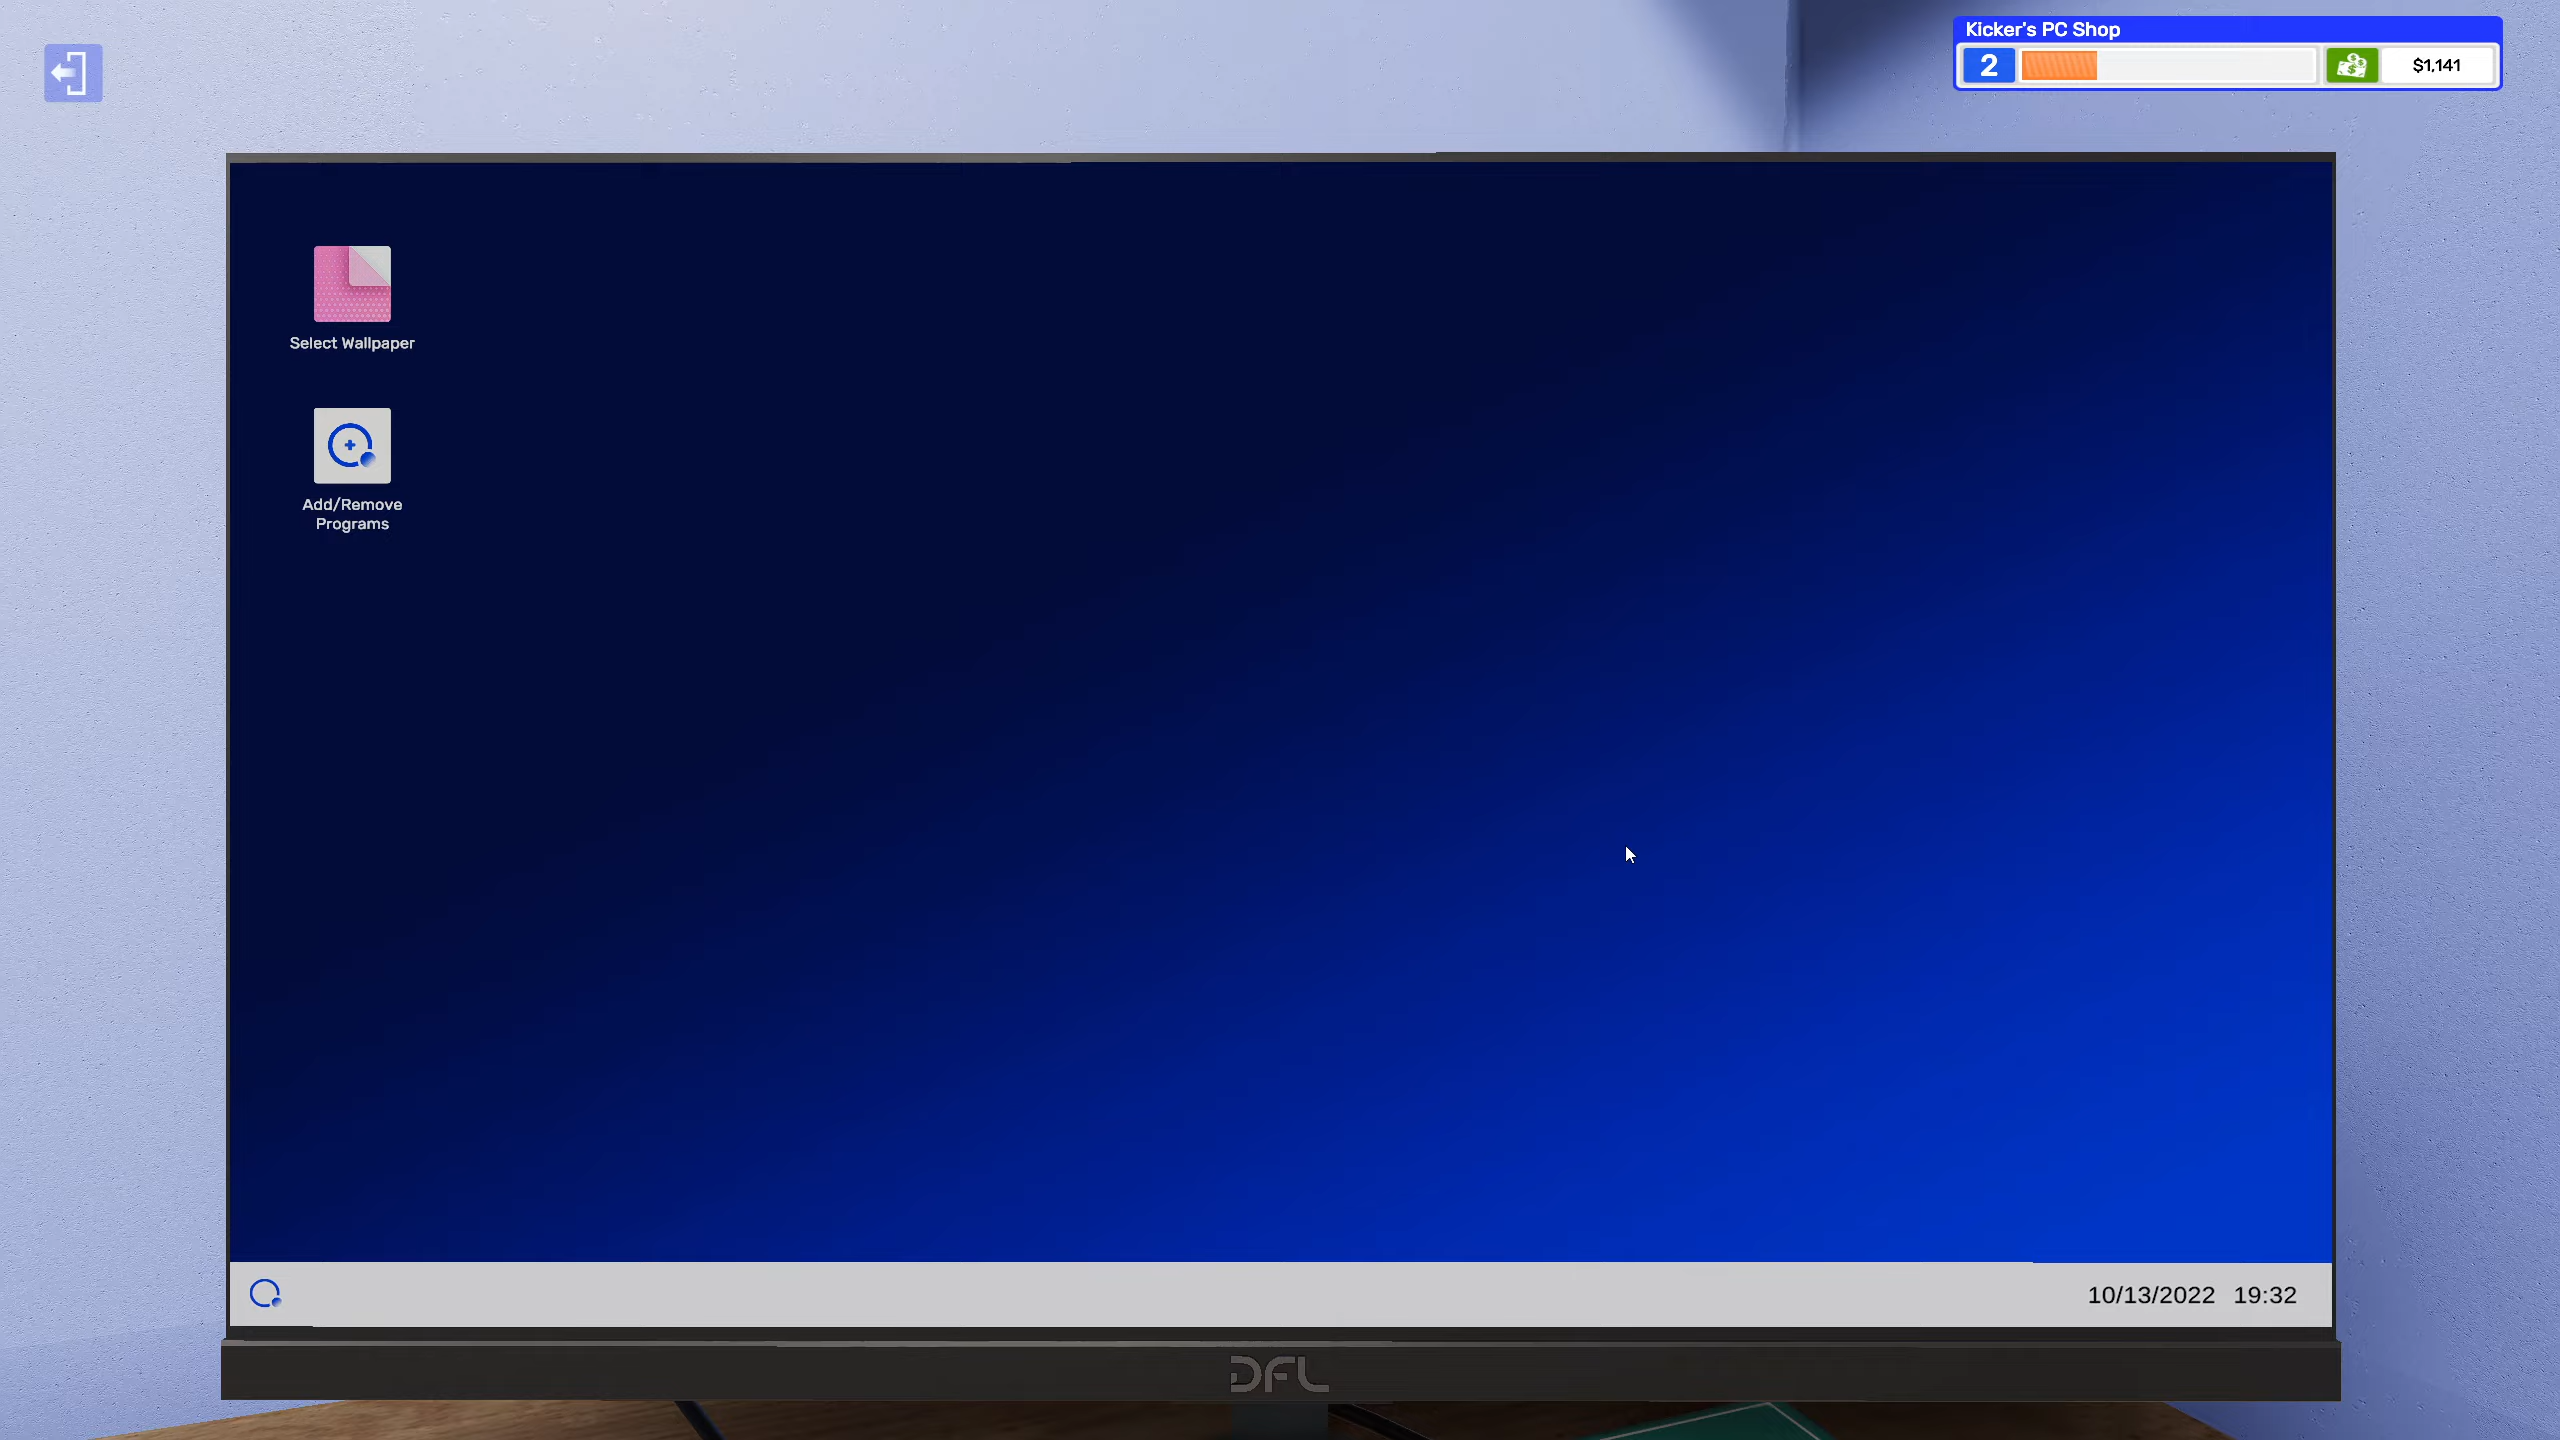 Kicker's PC Shop
2
$1,141
Select Wallpaper
Add/Remove
Programs
10/13/2022 19:32
DFL